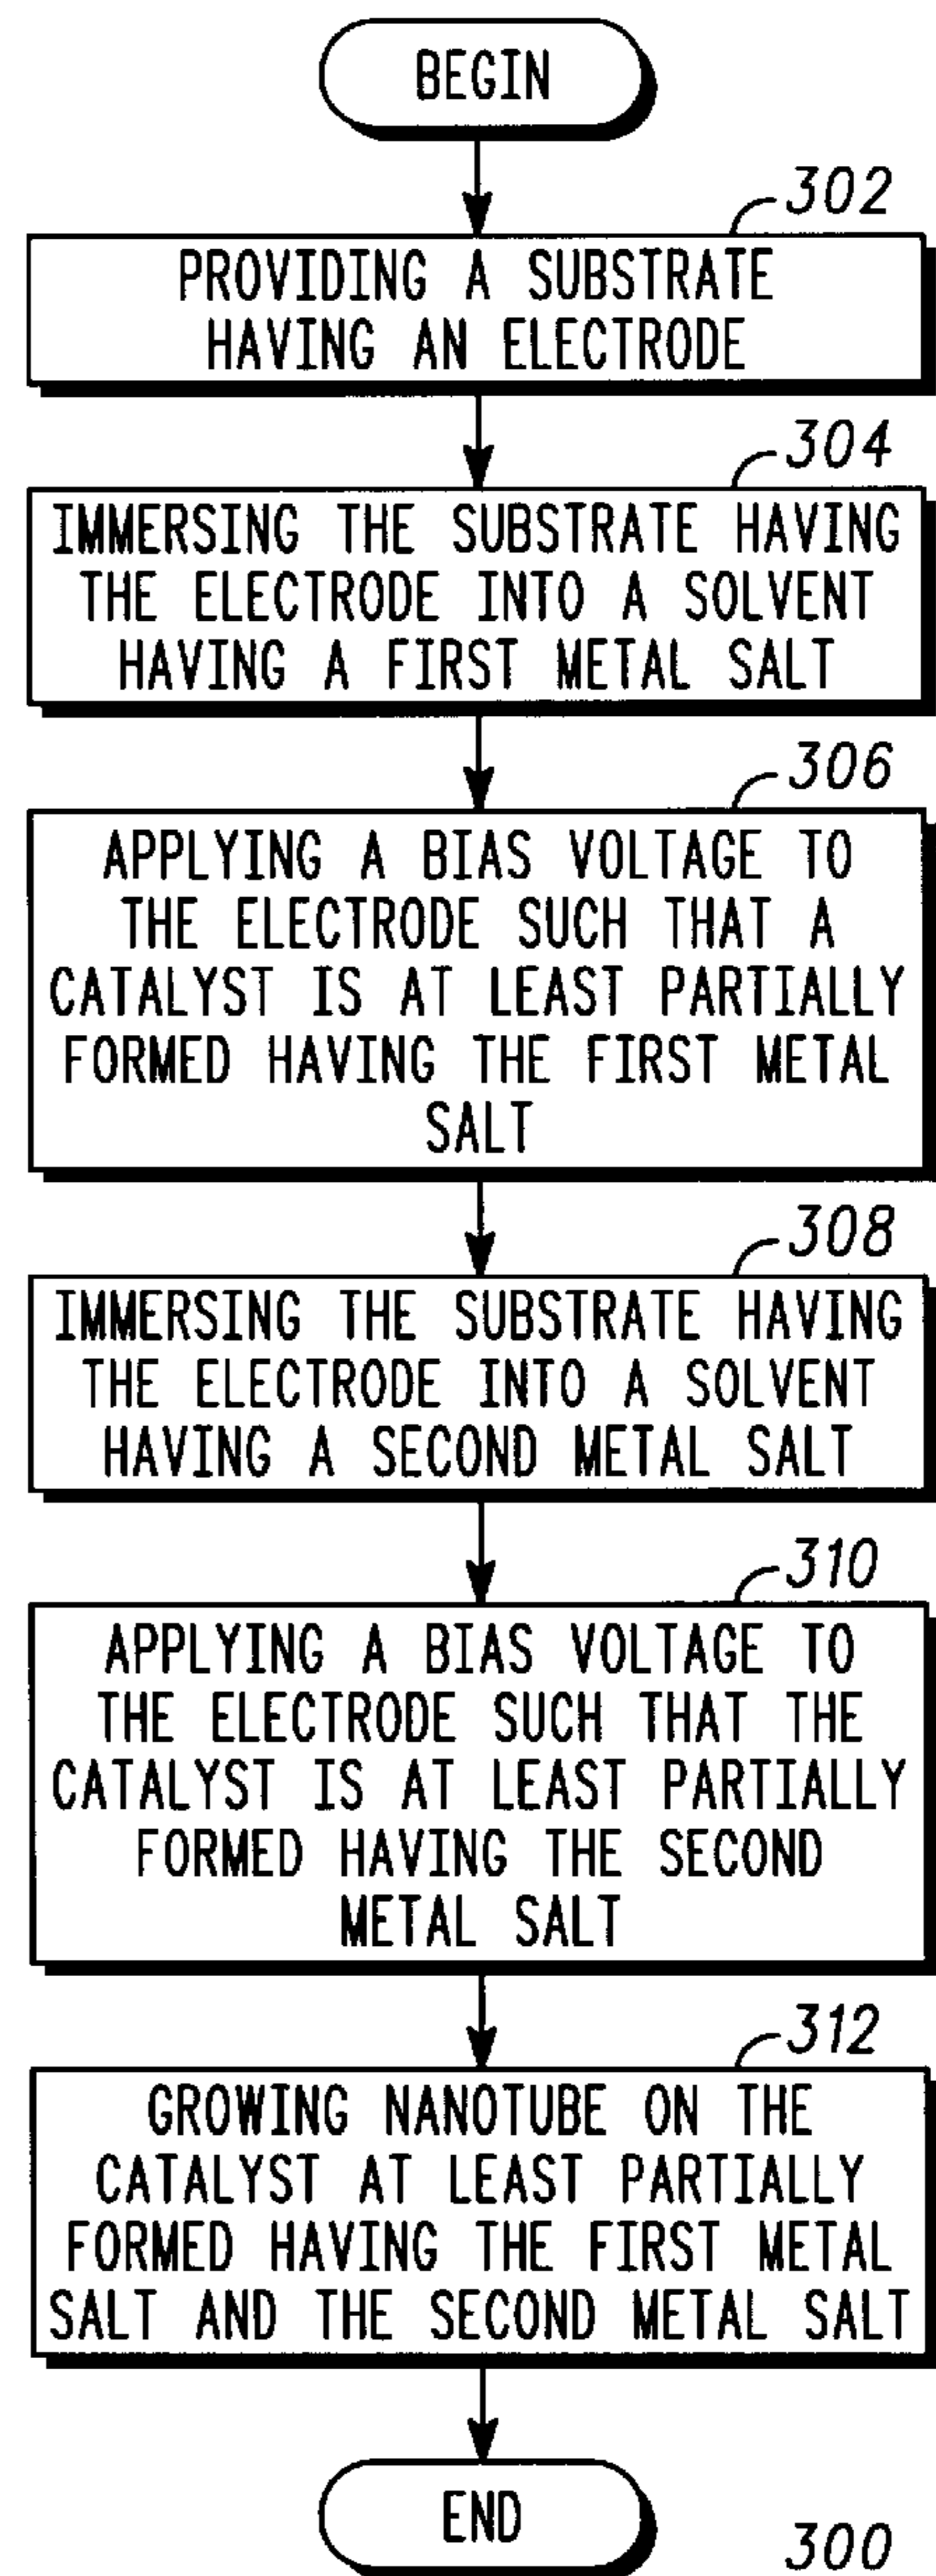 BEGIN
302
PROVIDING A SUBSTRATE
HAVING AN ELECTRODE
304
IMMERSING THE SUBSTRATE HAVING
THE ELECTRODE INTO A SOLVENT
HAVING A FIRST METAL SALT
306
APPLYING A BIAS VOLTAGE TO
THE ELECTRODE SUCH THAT A
CATALYST IS AT LEAST PARTIALLY
FORMED HAVING THE FIRST METAL
SALT
308
IMMERSING THE SUBSTRATE HAVING
THE ELECTRODE INTO A SOLVENT
HAVING A SECOND METAL SALT
310
APPLYING A BIAS VOLTAGE TO
THE ELECTRODE SUCH THAT THE
CATALYST IS AT LEAST PARTIALLY
FORMED HAVING THE SECOND
METAL SALT
312
GROWING NANOTUBE ON THE
CATALYST AT LEAST PARTIALLY
FORMED HAVING THE FIRST METAL
SALT AND THE SECOND METAL SALT
END
300